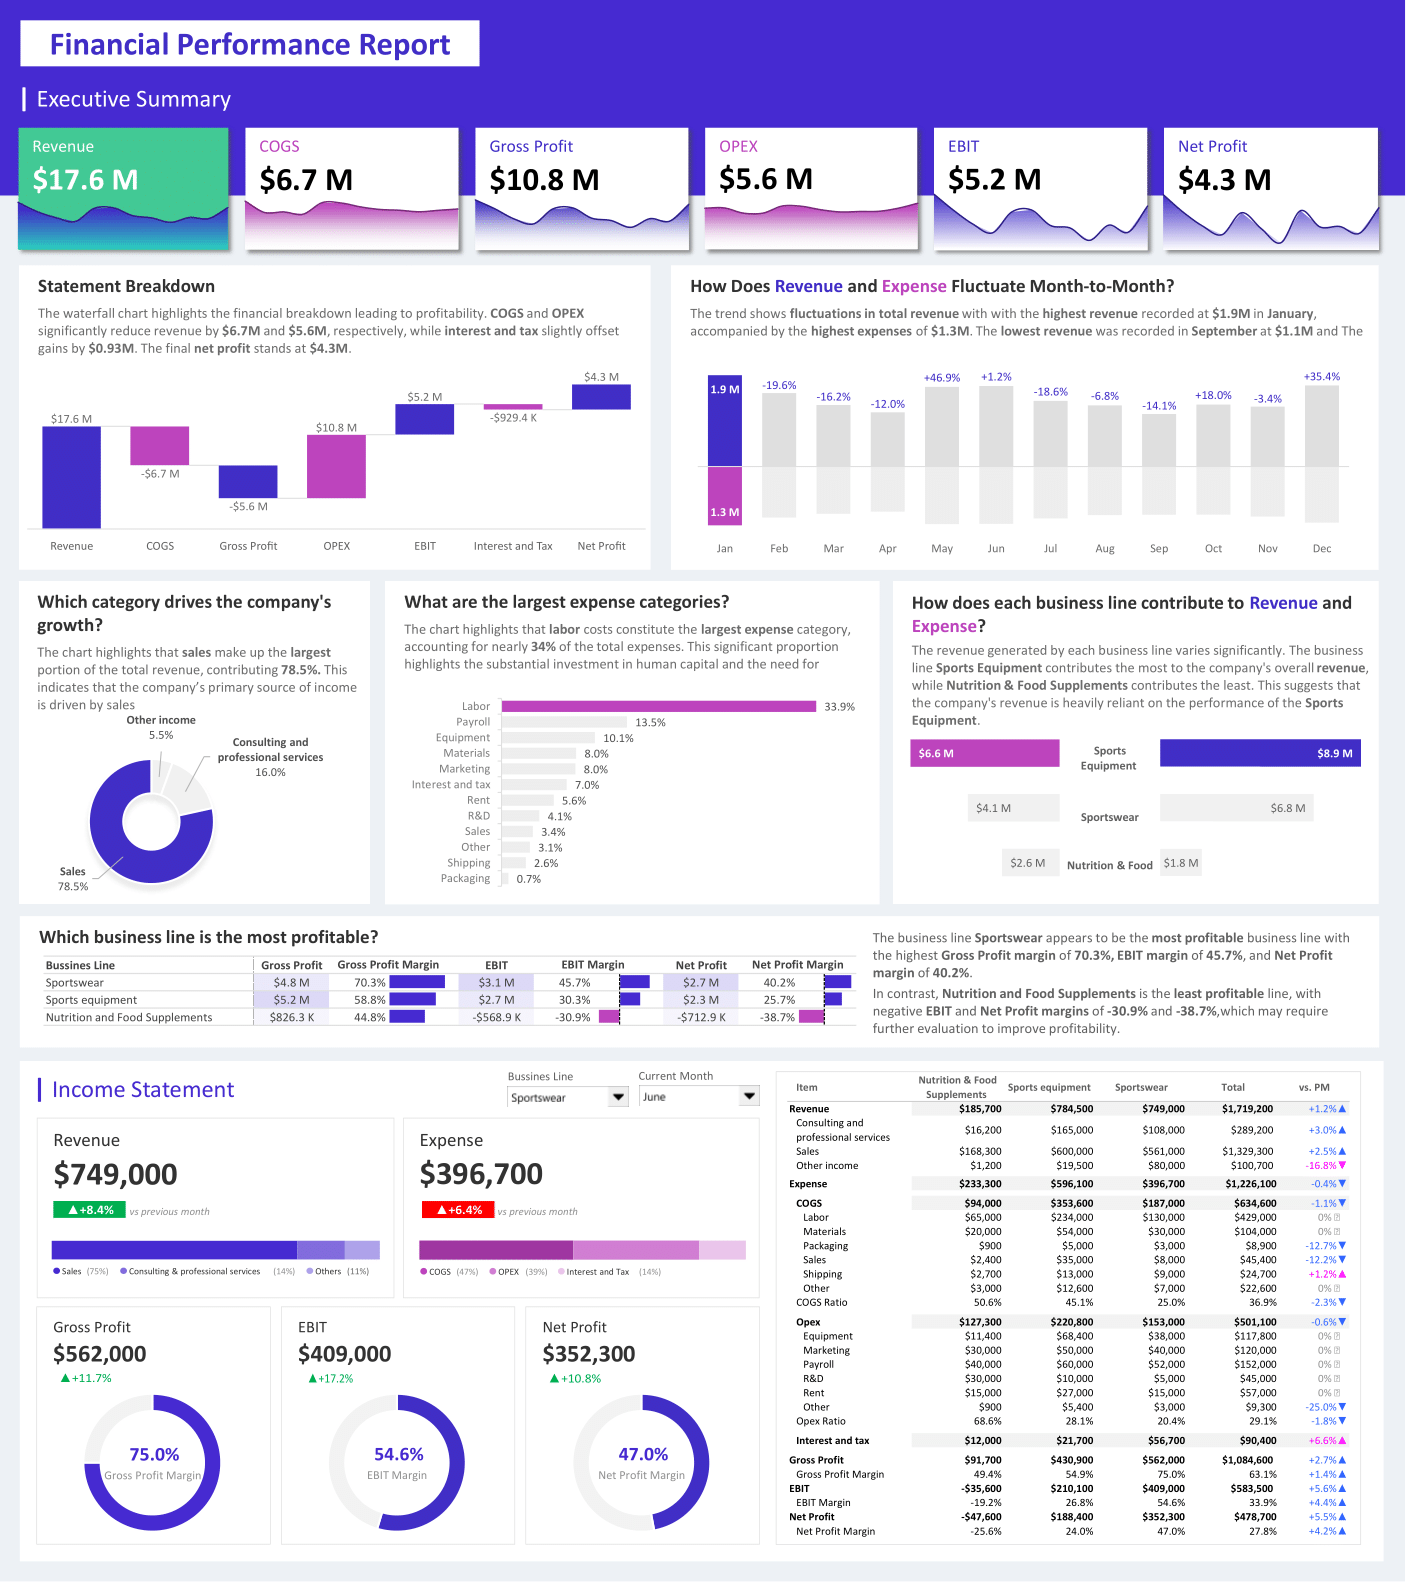 Financial Performance Report
Executive Summary
Revenue
$17.6 M
COGS
$6.7 M
Gross Profit
$10.8 M
OPEX
$5.6 M
EBIT
$5.2 M
Net Profit
$4.3 M
Statement Breakdown
The waterfall chart highlights the financial breakdown leading to profitability. COGS and OPEX
significantly reduce revenue by $6.7M and $5.6M, respectively, while interest and tax slightly offset
gains by $0.93M. The final net profit stands at $4.3M.
$17.6 M
-$6.7 M
-$5.6 M
$10.8 M
$5.2 M
-$929.4 K
$4.3 M
Revenue COGS Gross Profit OPEX EBIT Interest and Tax Net Profit
How Does Revenue and Expense Fluctuate Month-to-Month?
The trend shows fluctuations in total revenue with with the highest revenue recorded at $1.9M in January,
accompanied by the highest expenses of $1.3M. The lowest revenue was recorded in September at $1.1M and The
1.9 M -19.6% -16.2% -12.0% +46.9% +1.2% -18.6% -6.8% -14.1% +18.0% -3.4% +35.4%
1.3 M
Jan Feb Mar Apr May Jun Jul Aug Sep Oct Nov Dec
Which category drives the company's
growth?
The chart highlights that sales make up the largest
portion of the total revenue, contributing 78.5%. This
indicates that the company's primary source of income
is driven by sales
Other income
5.5%
Consulting and
professional services
16.0%
Sales
78.5%
What are the largest expense categories?
The chart highlights that labor costs constitute the largest expense category,
accounting for nearly 34% of the total expenses. This significant proportion
highlights the substantial investment in human capital and the need for
Labor 33.9%
Payroll 13.5%
Equipment 10.1%
Materials 8.0%
Marketing 8.0%
Interest and tax 7.0%
Rent 5.6%
R&D 4.1%
Sales 3.4%
Other 3.1%
Shipping 2.6%
Packaging 0.7%
How does each business line contribute to Revenue and
Expense?
The revenue generated by each business line varies significantly. The business
line Sports Equipment contributes the most to the company's overall revenue,
while Nutrition & Food Supplements contributes the least. This suggests that
the company's revenue is heavily reliant on the performance of the Sports
Equipment.
$6.6 M Sports
Equipment $8.9 M
$4.1 M Sportswear $6.8 M
$2.6 M Nutrition & Food $1.8 M
Which business line is the most profitable?
Bussines Line Gross Profit Gross Profit Margin EBIT EBIT Margin Net Profit Net Profit Margin
Sportswear $4.8 M 70.3% $3.1 M 45.7% $2.7 M 40.2%
Sports equipment $5.2 M 58.8% $2.7 M 30.3% $2.3 M 25.7%
Nutrition and Food Supplements $826.3 K 44.8% -$568.9 K -30.9% -$712.9 K -38.7%
The business line Sportswear appears to be the most profitable business line with
the highest Gross Profit margin of 70.3%, EBIT margin of 45.7%, and Net Profit
margin of 40.2%.
In contrast, Nutrition and Food Supplements is the least profitable line, with
negative EBIT and Net Profit margins of -30.9% and -38.7%,which may require
further evaluation to improve profitability.
Income Statement
Bussines Line
Sportswear
Current Month
June
Revenue
$749,000
▲+8.4% vs previous month
Sales (75%) Consulting & professional services (14%) Others (11%)
Expense
$396,700
▲+6.4% vs previous month
COGS (47%) OPEX (39%) Interest and Tax (14%)
Gross Profit
$562,000
▲+11.7%
75.0%
Gross Profit Margin
EBIT
$409,000
▲+17.2%
54.6%
EBIT Margin
Net Profit
$352,300
▲+10.8%
47.0%
Net Profit Margin
Item Nutrition & Food
Supplements Sports equipment Sportswear Total vs. PM
Revenue $185,700 $784,500 $749,000 $1,719,200 +1.2%▲
Consulting and
professional services $16,200 $165,000 $108,000 $289,200 +3.0%▲
Sales $168,300 $600,000 $561,000 $1,329,300 +2.5%▲
Other income $1,200 $19,500 $80,000 $100,700 -16.8%▼
Expense $233,300 $596,100 $396,700 $1,226,100 -0.4%▼
COGS $94,000 $353,600 $187,000 $634,600 -1.1%▼
Labor $65,000 $234,000 $130,000 $429,000 0%
Materials $20,000 $54,000 $30,000 $104,000 0%
Packaging $900 $5,000 $3,000 $8,900 -12.7%▼
Sales $2,400 $35,000 $8,000 $45,400 -12.2%▼
Shipping $2,700 $13,000 $9,000 $24,700 +1.2%▲
Other $3,000 $12,600 $7,000 $22,600 0%
COGS Ratio 50.6% 45.1% 25.0% 36.9% -2.3%▼
Opex $127,300 $220,800 $153,000 $501,100 -0.6%▼
Equipment $11,400 $68,400 $38,000 $117,800 0%
Marketing $30,000 $50,000 $40,000 $120,000 0%
Payroll $40,000 $60,000 $52,000 $152,000 0%
R&D $30,000 $10,000 $5,000 $45,000 0%
Rent $15,000 $27,000 $15,000 $57,000 0%
Other $900 $5,400 $3,000 $9,300 -25.0%▼
Opex Ratio 68.6% 28.1% 20.4% 29.1% -1.8%▼
Interest and tax $12,000 $21,700 $56,700 $90,400 +6.6%▲
Gross Profit $91,700 $430,900 $562,000 $1,084,600 +2.7%▲
Gross Profit Margin 49.4% 54.9% 75.0% 63.1% +1.4%▲
EBIT -$35,600 $210,100 $409,000 $583,500 +5.6%▲
EBIT Margin -19.2% 26.8% 54.6% 33.9% +4.4%▲
Net Profit -$47,600 $188,400 $352,300 $478,700 +5.5%▲
Net Profit Margin -25.6% 24.0% 47.0% 27.8% +4.2%▲